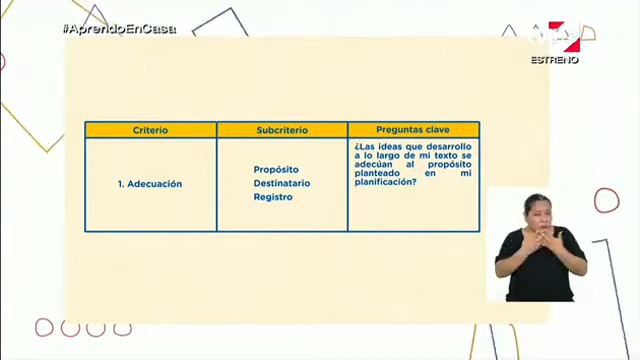 #AprendoEnCasa
ESTRENO
Criterio
Subcriterio
Preguntas clave
1. Adecuación
Propósito
Destinatario
Registro
¿Las ideas que desarrollo
a lo largo de mi texto se
adecúan al propósito
planteado en mi
planificación?